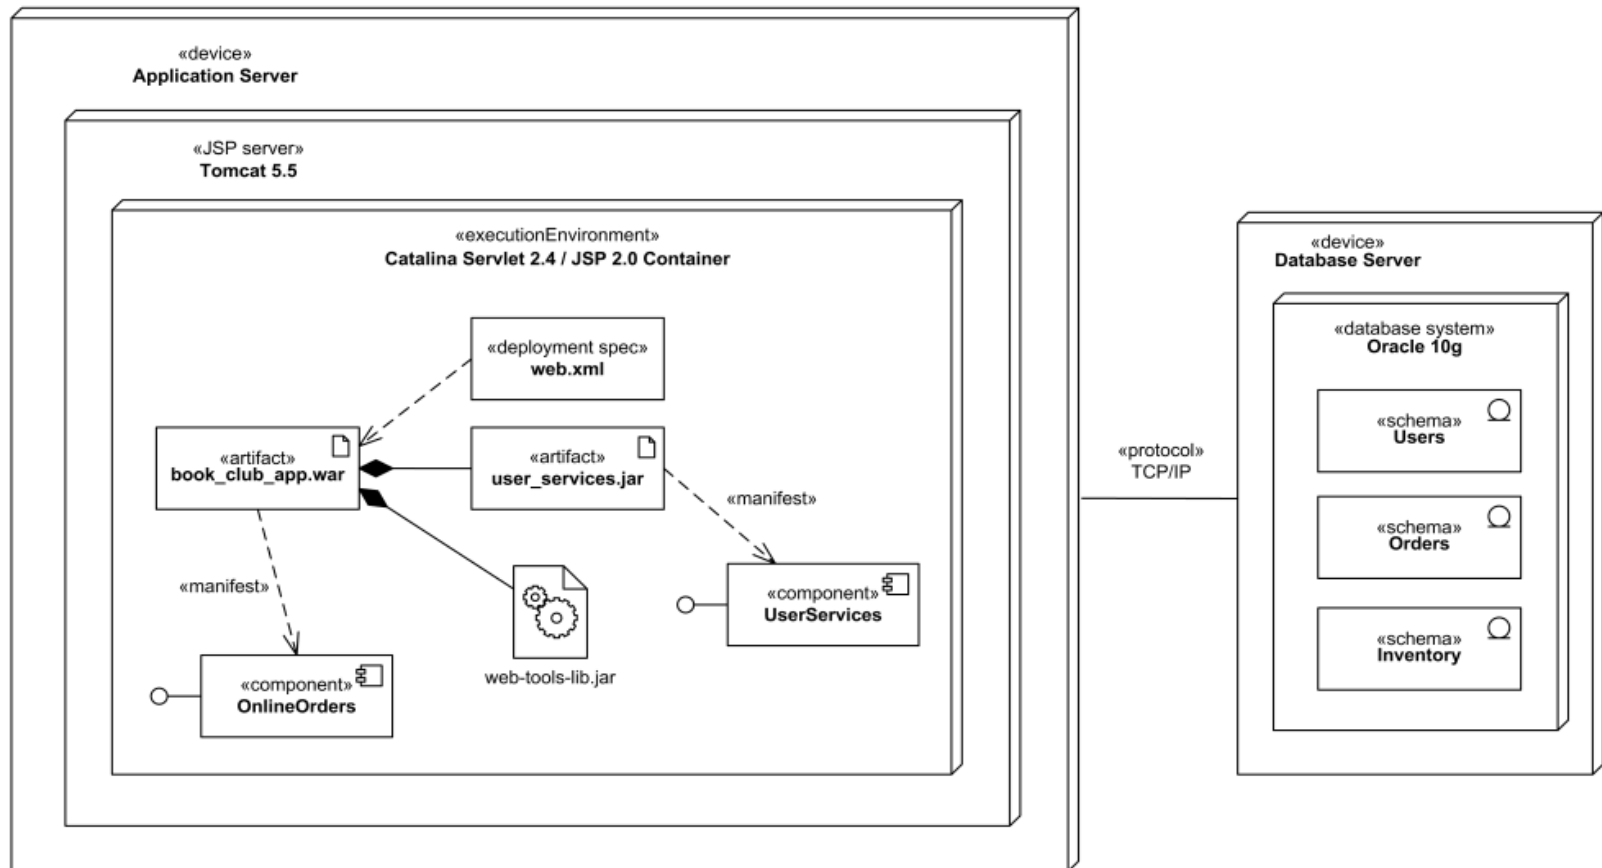 «device»
Application Server
«JSP server»
Tomcat 5.5
«executionEnvironment»
Catalina Servlet 2.4 / JSP 2.0 Container
«deployment spec»
web.xml
«artifact»
book_club_app.war
«artifact»
user_services.jar
«manifest»
«manifest»
«component»
UserServices
web-tools-lib.jar
«component»
OnlineOrders
«protocol»
TCP/IP
«device»
Database Server
«database system»
Oracle 10g
«schema»
Users
«schema»
Orders
«schema»
Inventory